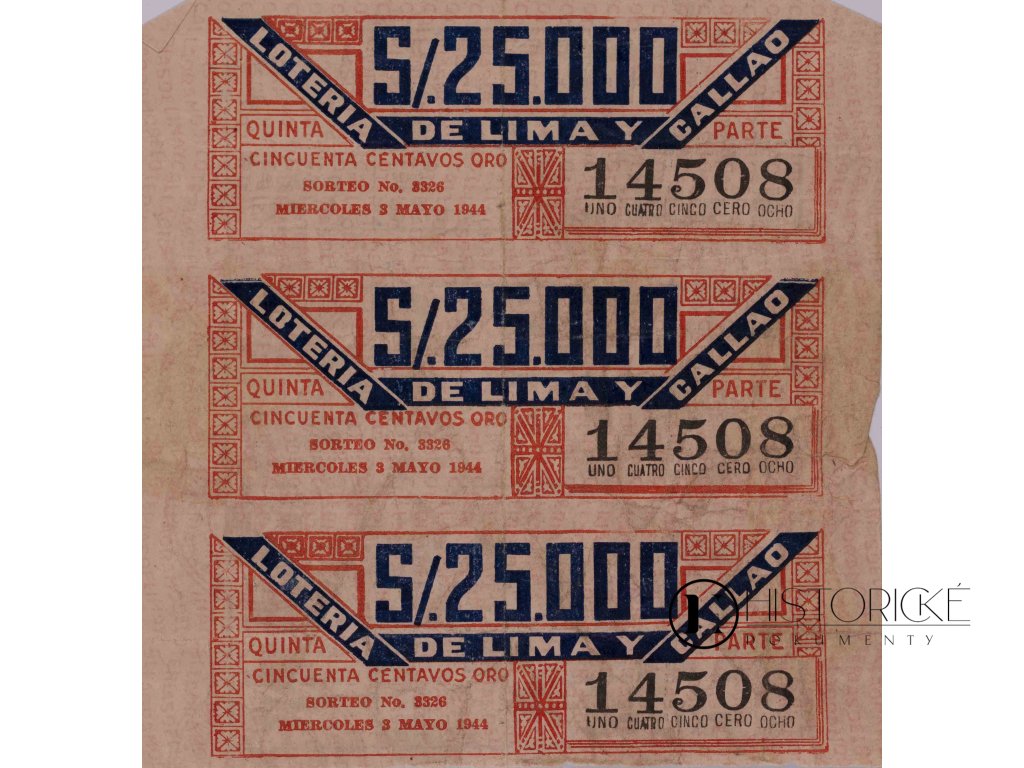 S/.25.000
LOTERIA DE LIMA Y CALLAO
QUINTA PARTE
CINCUENTA CENTAVOS ORO
SORTEO No. 3326
MIERCOLES 3 MAYO 1944
14508
UNO CUATRO CINCO CERO OCHO
S/.25.000
LOTERIA DE LIMA Y CALLAO
QUINTA PARTE
CINCUENTA CENTAVOS ORO
SORTEO No. 3326
MIERCOLES 3 MAYO 1944
14508
UNO CUATRO CINCO CERO OCHO
S/.25.000
LOTERIA DE LIMA Y CALLAO
QUINTA PARTE
CINCUENTA CENTAVOS ORO
SORTEO No. 3326
MIERCOLES 3 MAYO 1944
14508
UNO CUATRO CINCO CERO OCHO
HISTORICKÉ
DOKUMENTY